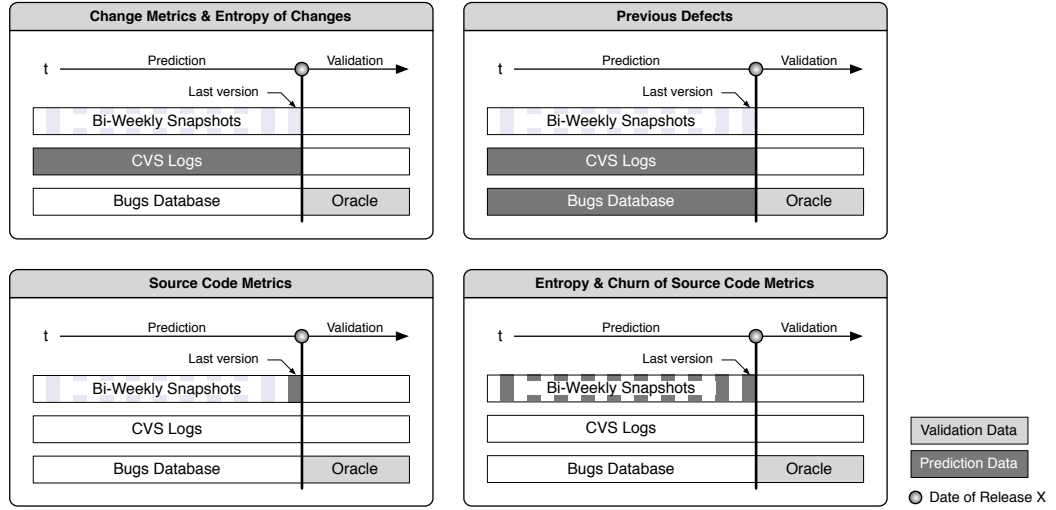 Change Metrics & Entropy of Changes
t
Prediction
Validation
Last version
Bi-Weekly Snapshots
CVS Logs
Bugs Database
Oracle
Previous Defects
t
Prediction
Validation
Last version
Bi-Weekly Snapshots
CVS Logs
Bugs Database
Oracle
Source Code Metrics
t
Prediction
Validation
Last version
Bi-Weekly Snapshots
CVS Logs
Bugs Database
Oracle
Entropy & Churn of Source Code Metrics
t
Prediction
Validation
Last version
Bi-Weekly Snapshots
CVS Logs
Bugs Database
Oracle
Validation Data
Prediction Data
Date of Release X